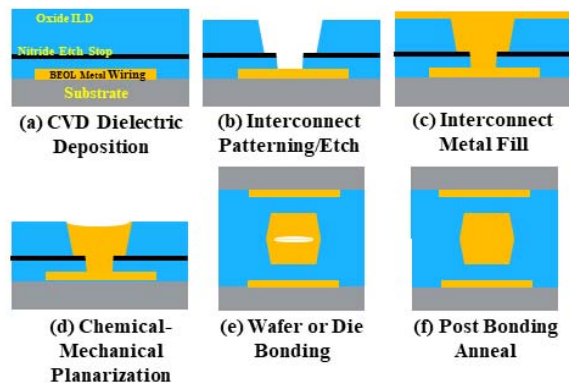 Oxide ILD
Nitride Etch Stop
BEOL Metal Wiring
Substrate
(a) CVD Dielectric
Deposition
(b) Interconnect
Patterning/Etch
(c) Interconnect
Metal Fill
(d) Chemical-
Mechanical
Planarization
(e) Wafer or Die
Bonding
(f) Post Bonding
Anneal